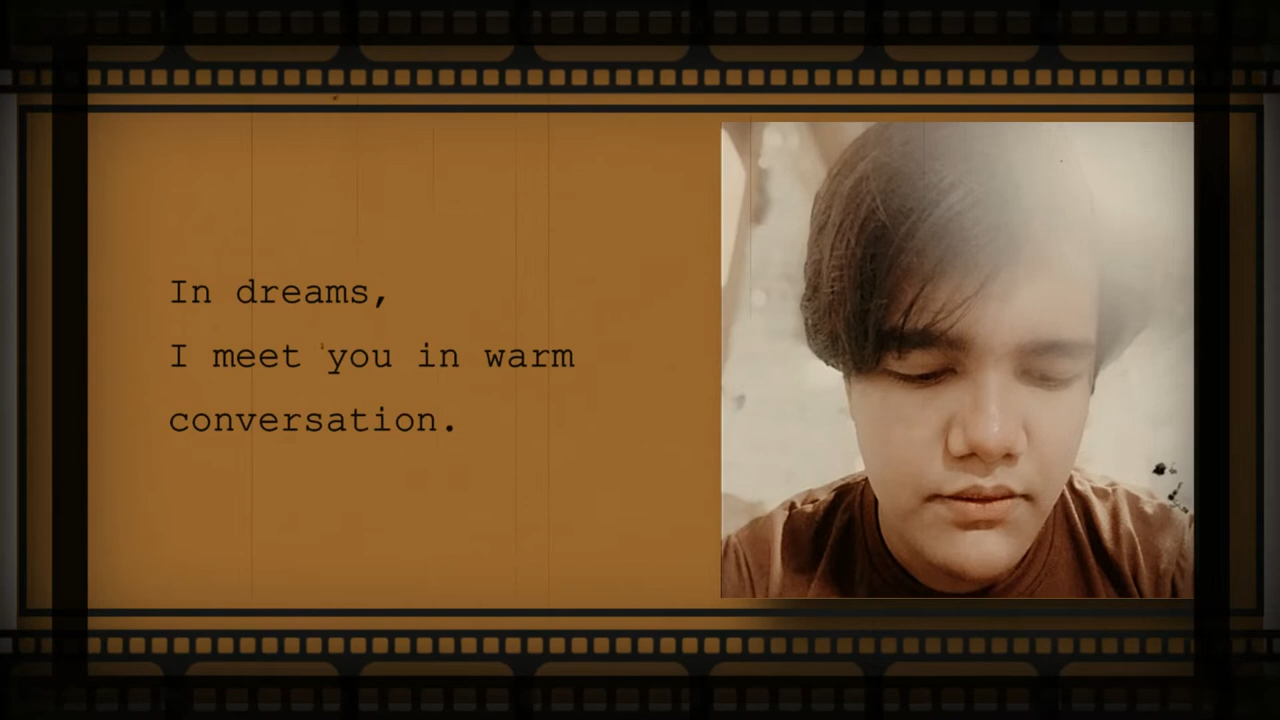 In dreams,
I meet you in warm
conversation.